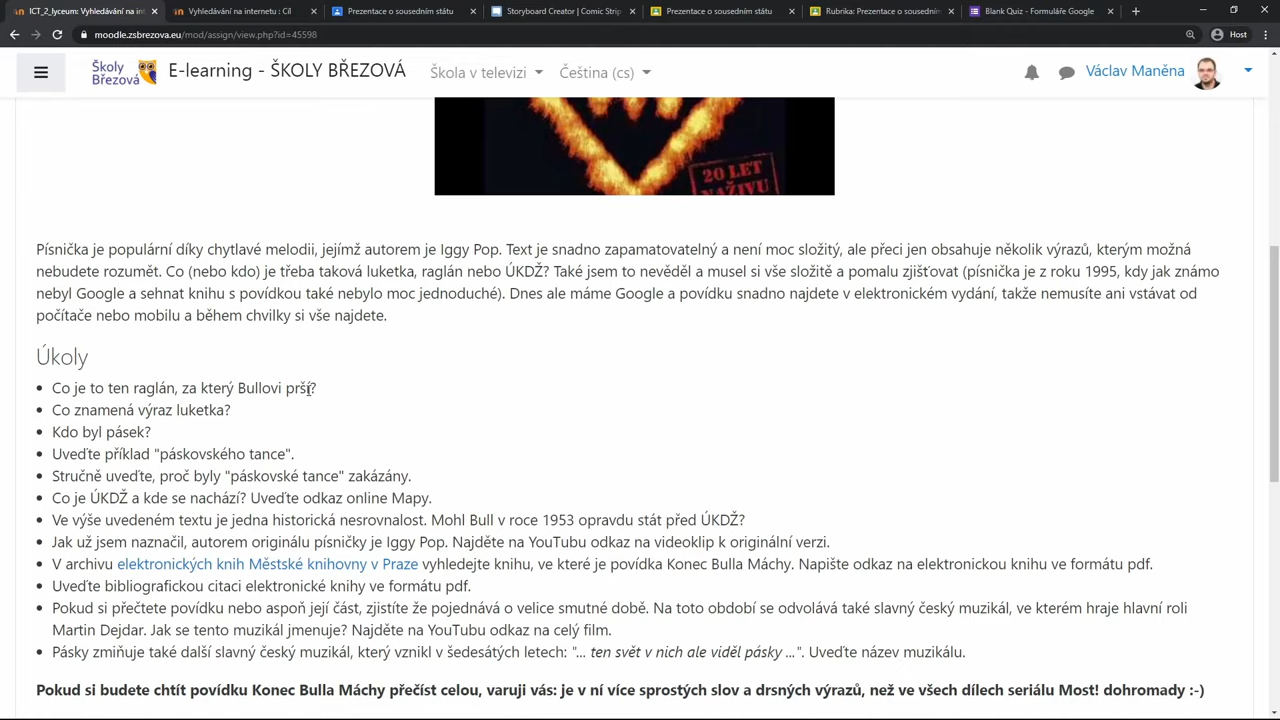 ICT_2_lyceum: Vyhledávání na int
Vyhledávání na internetu : Cíl
Prezentace o sousedním státu
Storyboard Creator | Comic Strip
Prezentace o sousedním státu
Rubrika: Prezentace o sousedním
Blank Quiz - Formuláře Google
moodle.zsbrezova.eu/mod/assign/view.php?id=45598
Host
Školy
Březová
E-learning - ŠKOLY BŘEZOVÁ
Škola v televizi
Čeština (cs)
Václav Maněna
20 LET
NAŽIVU
Písnička je populární díky chytlavé melodii, jejímž autorem je Iggy Pop. Text je snadno zapamatovatelný a není moc složitý, ale přeci jen obsahuje několik výrazů, kterým možná
nebudete rozumět. Co (nebo kdo) je třeba taková luketka, raglán nebo ÚKDŽ? Také jsem to nevěděl a musel si vše složitě a pomalu zjišťovat (písnička je z roku 1995, kdy jak známo
nebyl Google a sehnat knihu s povídkou také nebylo moc jednoduché). Dnes ale máme Google a povídku snadno najdete v elektronickém vydání, takže nemusíte ani vstávat od
počítače nebo mobilu a během chvilky si vše najdete.
Úkoly
• Co je to ten raglán, za který Bullovi prší?
• Co znamená výraz luketka?
• Kdo byl pásek?
• Uveďte příklad "páskovského tance".
• Stručně uveďte, proč byly "páskovské tance" zakázány.
• Co je ÚKDŽ a kde se nachází? Uveďte odkaz online Mapy.
• Ve výše uvedeném textu je jedna historická nesrovnalost. Mohl Bull v roce 1953 opravdu stát před ÚKDŽ?
• Jak už jsem naznačil, autorem originálu písničky je Iggy Pop. Najděte na YouTubu odkaz na videoklip k originální verzi.
• V archivu elektronických knih Městské knihovny v Praze vyhledejte knihu, ve které je povídka Konec Bulla Máchy. Napište odkaz na elektronickou knihu ve formátu pdf.
• Uveďte bibliografickou citaci elektronické knihy ve formátu pdf.
• Pokud si přečtete povídku nebo aspoň její část, zjistíte že pojednává o velice smutné době. Na toto období se odvolává také slavný český muzikál, ve kterém hraje hlavní roli
Martin Dejdar. Jak se tento muzikál jmenuje? Najděte na YouTubu odkaz na celý film.
• Pásky zmiňuje také další slavný český muzikál, který vznikl v šedesátých letech: "... ten svět v nich ale viděl pásky ...". Uveďte název muzikálu.
Pokud si budete chtít povídku Konec Bulla Máchy přečíst celou, varuji vás: je v ní více sprostých slov a drsných výrazů, než ve všech dílech seriálu Most! dohromady :-)